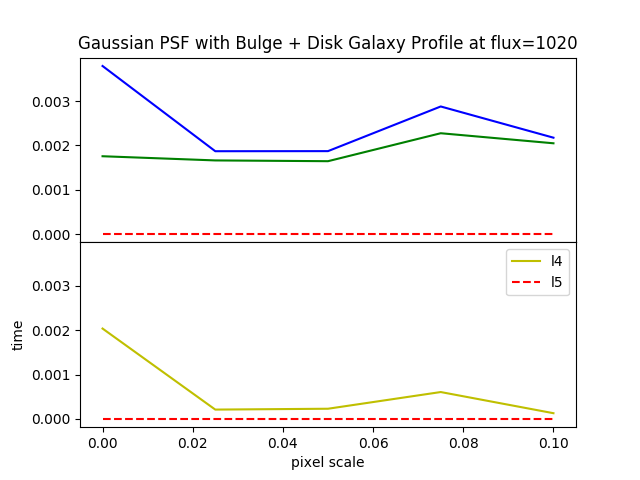 Gaussian PSF with Bulge + Disk Galaxy Profile at flux=1020
0.003
0.002
0.001
0.000
l4
l5
0.003
0.002
0.001
0.000
time
0.00 0.02 0.04 0.06 0.08 0.10
pixel scale